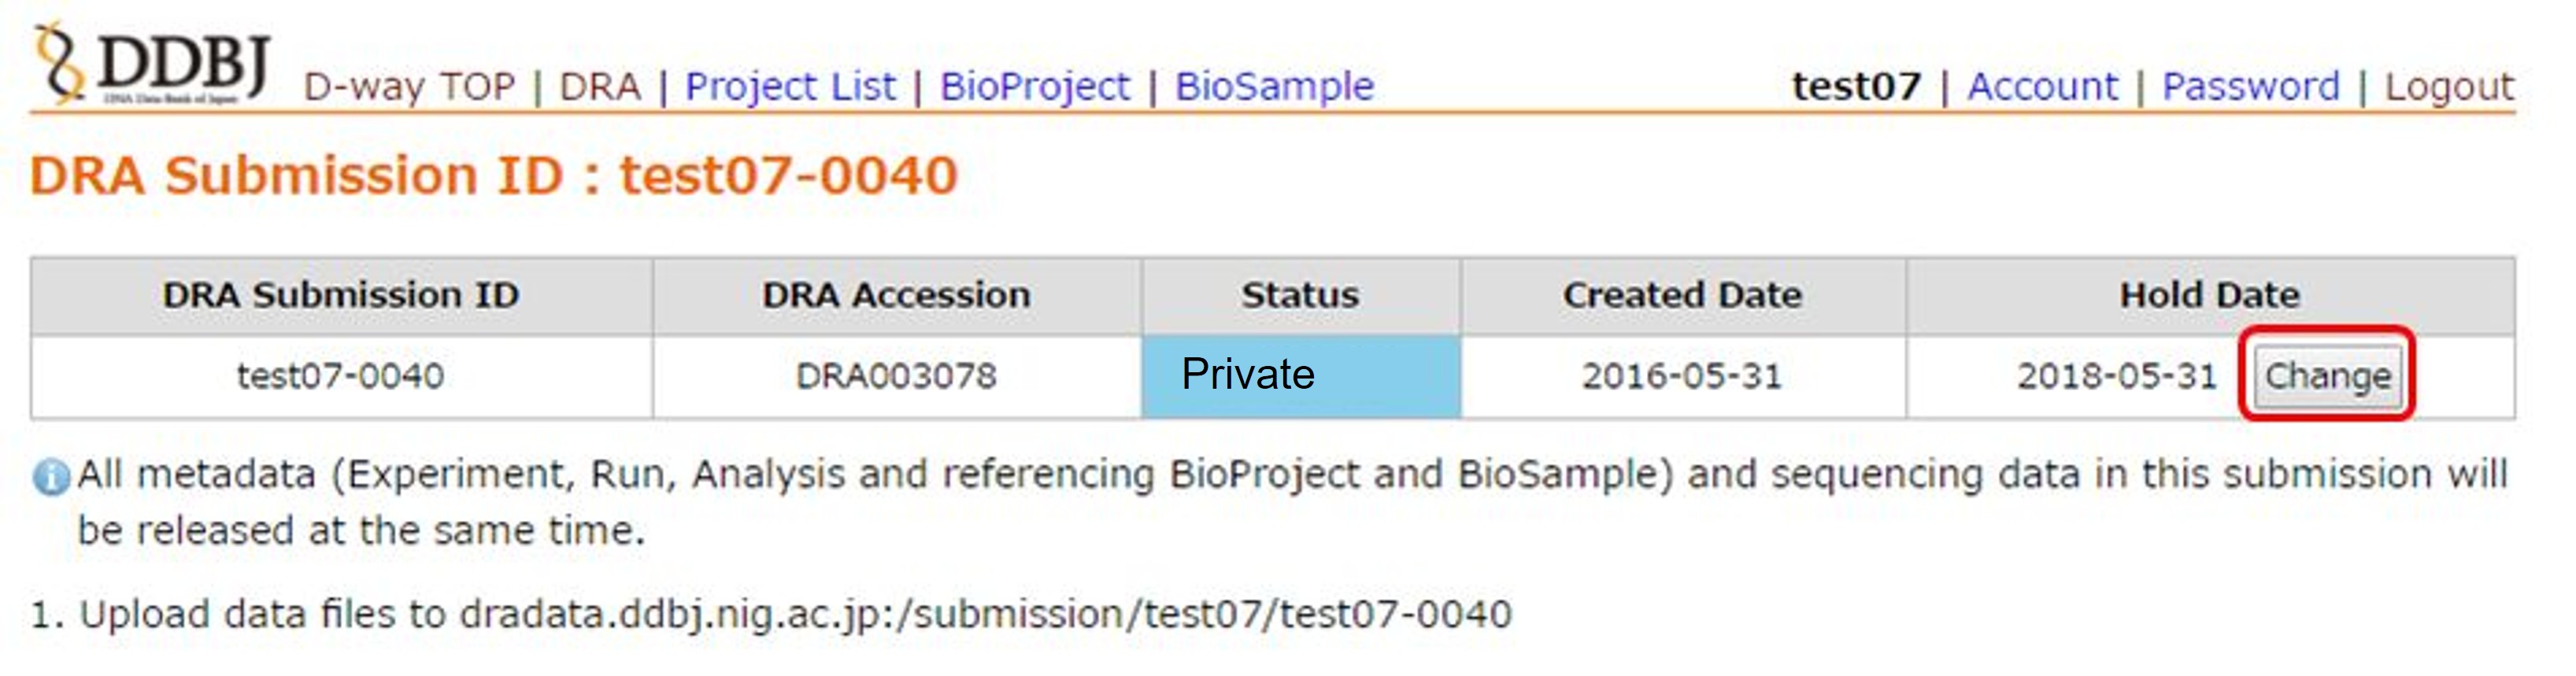 DDBJ
DNA Data Bank of Japan
D-way TOP | DRA | Project List | BioProject | BioSample
test07 | Account | Password | Logout
DRA Submission ID : test07-0040
DRA Submission ID DRA Accession Status Created Date Hold Date
test07-0040 DRA003078 Private 2016-05-31 2018-05-31 Change
All metadata (Experiment, Run, Analysis and referencing BioProject and BioSample) and sequencing data in this submission will
be released at the same time.
1. Upload data files to dradata.ddbj.nig.ac.jp:/submission/test07/test07-0040